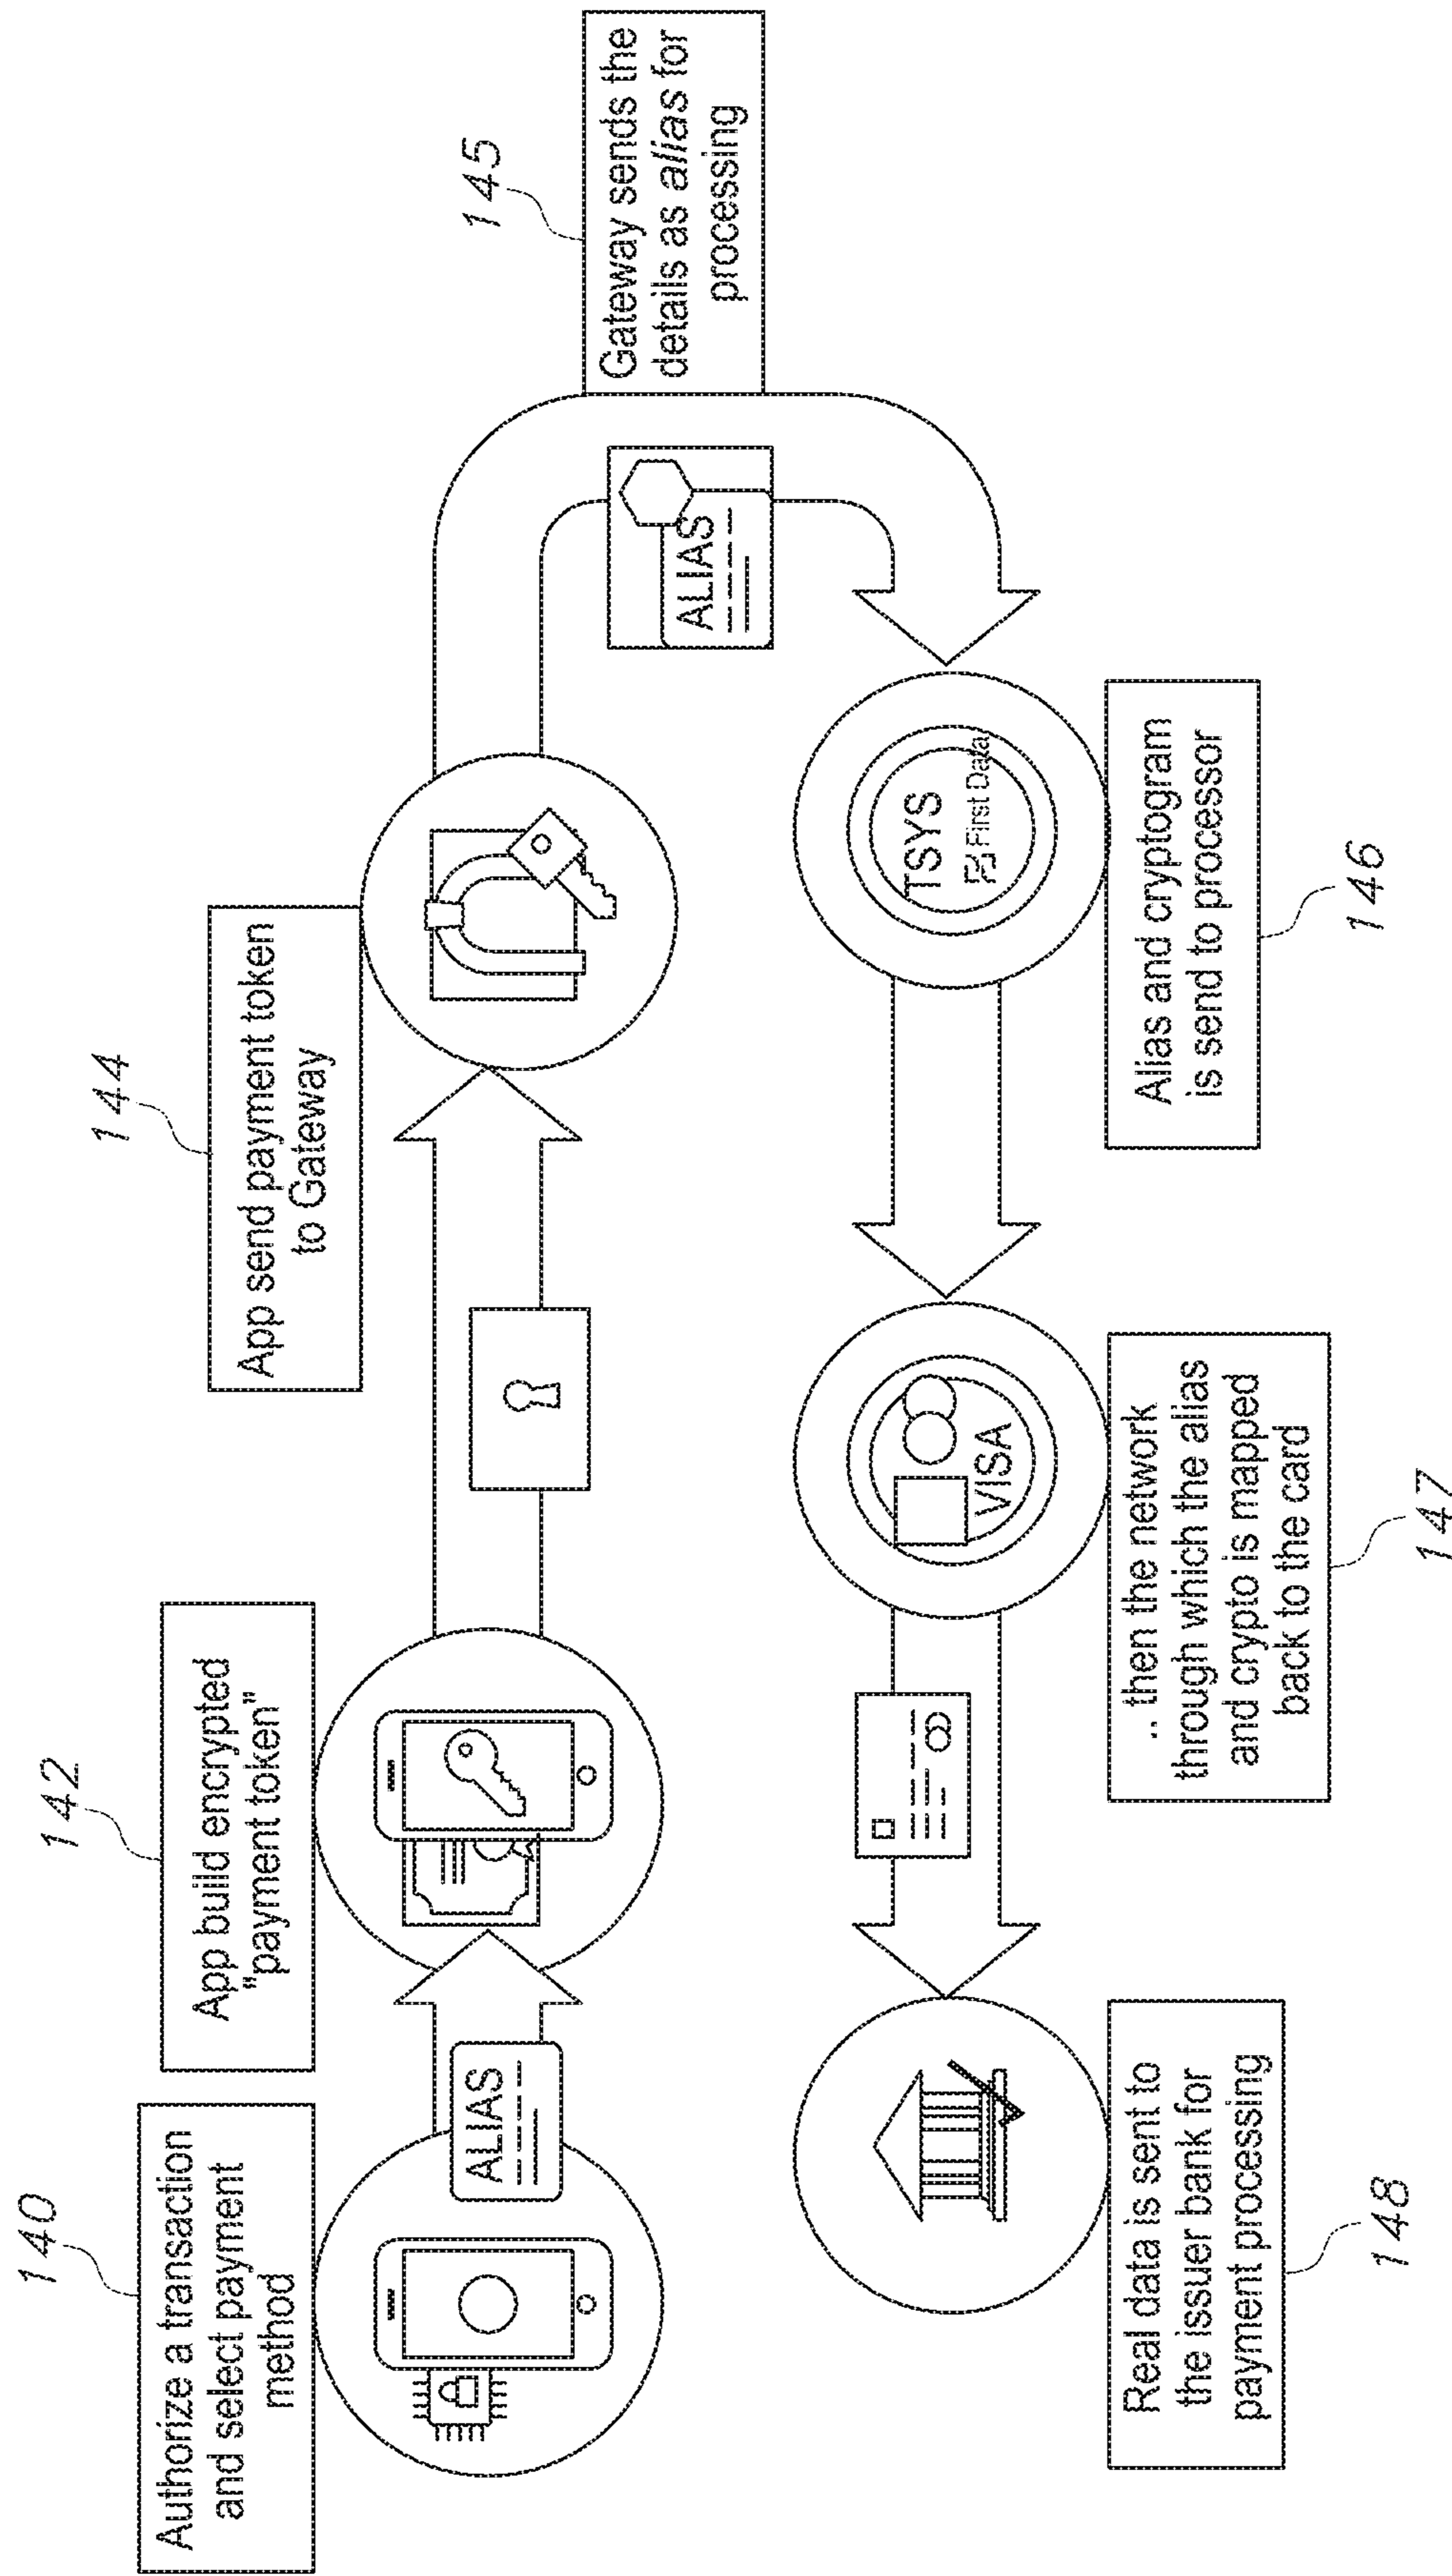 140
Authorize a transaction
and select payment
method
ALIAS
142
App build encrypted
"payment token"
144
App send payment token
to Gateway
145
Gateway sends the
details as alias for
processing
ALIAS
TSYS
First Data
Alias and cryptogram
is send to processor
146
VISA
.. then the network
through which the alias
and crypto is mapped
back to the card
147
Real data is sent to
the issuer bank for
payment processing
148